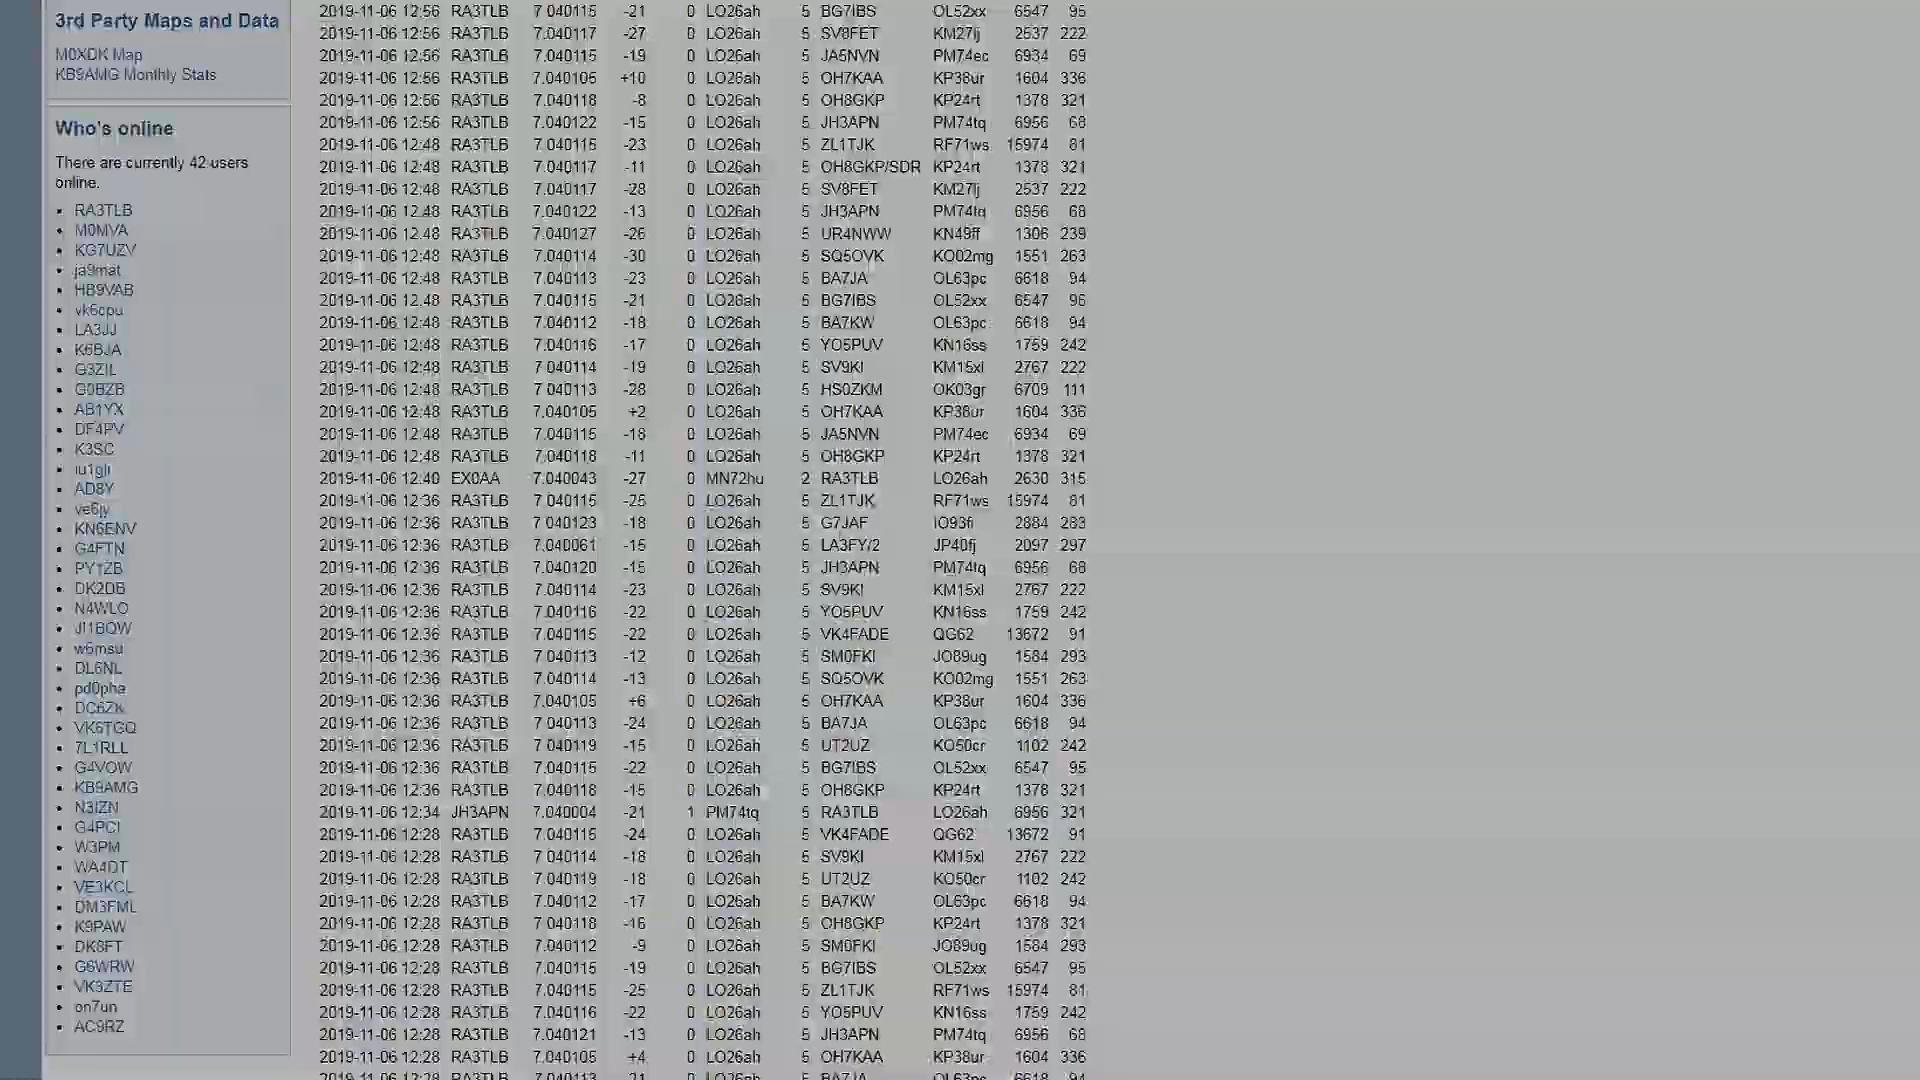 3rd Party Maps and Data
M0XDK Map
KB9AMG Monthly Stats
Who's online
There are currently 42 users
online.
RA3TLB
M0MVA
KG7UZV
ja9mat
HB9VAB
vk6cpu
LA3JJ
K6BJA
G3ZIL
G0BZB
AB1YX
DF4PV
K3SC
iu1gli
AD8Y
ve6jy
KN6ENV
G4FTN
PY1ZB
DK2DB
N4WLO
JI1BQW
w6msu
DL6NL
pd0pha
DC6ZK
VK6TGQ
7L1RLL
G4VOW
KB9AMG
N3IZN
G4PCI
W3PM
WA4DT
VE3KCL
DM3FML
K9PAW
DK8FT
G6WRW
VK3ZTE
on7un
AC9RZ
2019-11-06 12:56 RA3TLB 7.040115 -21 0 LO26ah 5 BG7IBS OL52xx 6547 95
2019-11-06 12:56 RA3TLB 7.040117 -27 0 LO26ah 5 SV8FET KM27lj 2537 222
2019-11-06 12:56 RA3TLB 7.040115 -19 0 LO26ah 5 JA5NVN PM74ec 6934 69
2019-11-06 12:56 RA3TLB 7.040105 +10 0 LO26ah 5 OH7KAA KP38ur 1604 336
2019-11-06 12:56 RA3TLB 7.040118 -8 0 LO26ah 5 OH8GKP KP24rt 1378 321
2019-11-06 12:56 RA3TLB 7.040122 -15 0 LO26ah 5 JH3APN PM74tq 6956 68
2019-11-06 12:48 RA3TLB 7.040115 -23 0 LO26ah 5 ZL1TJK RF71ws 15974 81
2019-11-06 12:48 RA3TLB 7.040117 -11 0 LO26ah 5 OH8GKP/SDR KP24rt 1378 321
2019-11-06 12:48 RA3TLB 7.040117 -28 0 LO26ah 5 SV8FET KM27lj 2537 222
2019-11-06 12:48 RA3TLB 7.040122 -13 0 LO26ah 5 JH3APN PM74tq 6956 68
2019-11-06 12:48 RA3TLB 7.040127 -26 0 LO26ah 5 UR4NWW KN49ff 1306 239
2019-11-06 12:48 RA3TLB 7.040114 -30 0 LO26ah 5 SQ5OVK KO02mg 1551 263
2019-11-06 12:48 RA3TLB 7.040113 -23 0 LO26ah 5 BA7JA OL63pc 6618 94
2019-11-06 12:48 RA3TLB 7.040115 -21 0 LO26ah 5 BG7IBS OL52xx 6547 95
2019-11-06 12:48 RA3TLB 7.040112 -18 0 LO26ah 5 BA7KW OL63pc 6618 94
2019-11-06 12:48 RA3TLB 7.040116 -17 0 LO26ah 5 YO5PUV KN16ss 1759 242
2019-11-06 12:48 RA3TLB 7.040114 -19 0 LO26ah 5 SV9KI KM15xl 2767 222
2019-11-06 12:48 RA3TLB 7.040113 -28 0 LO26ah 5 HS0ZKM OK03gr 6709 111
2019-11-06 12:48 RA3TLB 7.040105 +2 0 LO26ah 5 OH7KAA KP38ur 1604 336
2019-11-06 12:48 RA3TLB 7.040115 -18 0 LO26ah 5 JA5NVN PM74ec 6934 69
2019-11-06 12:48 RA3TLB 7.040118 -11 0 LO26ah 5 OH8GKP KP24rt 1378 321
2019-11-06 12:40 EX0AA 7.040043 -27 0 MN72hu 2 RA3TLB LO26ah 2630 315
2019-11-06 12:36 RA3TLB 7.040115 -25 0 LO26ah 5 ZL1TJK RF71ws 15974 81
2019-11-06 12:36 RA3TLB 7.040123 -18 0 LO26ah 5 G7JAF IO93fi 2884 283
2019-11-06 12:36 RA3TLB 7.040061 -15 0 LO26ah 5 LA3FY/2 JP40fj 2097 297
2019-11-06 12:36 RA3TLB 7.040120 -15 0 LO26ah 5 JH3APN PM74tq 6956 68
2019-11-06 12:36 RA3TLB 7.040114 -23 0 LO26ah 5 SV9KI KM15xl 2767 222
2019-11-06 12:36 RA3TLB 7.040116 -22 0 LO26ah 5 YO5PUV KN16ss 1759 242
2019-11-06 12:36 RA3TLB 7.040115 -22 0 LO26ah 5 VK4FADE QG62 13672 91
2019-11-06 12:36 RA3TLB 7.040113 -12 0 LO26ah 5 SM0FKI JO89ug 1584 293
2019-11-06 12:36 RA3TLB 7.040114 -13 0 LO26ah 5 SQ5OVK KO02mg 1551 263
2019-11-06 12:36 RA3TLB 7.040105 +6 0 LO26ah 5 OH7KAA KP38ur 1604 336
2019-11-06 12:36 RA3TLB 7.040113 -24 0 LO26ah 5 BA7JA OL63pc 6618 94
2019-11-06 12:36 RA3TLB 7.040119 -15 0 LO26ah 5 UT2UZ KO50cr 1102 242
2019-11-06 12:36 RA3TLB 7.040115 -22 0 LO26ah 5 BG7IBS OL52xx 6547 95
2019-11-06 12:36 RA3TLB 7.040118 -15 0 LO26ah 5 OH8GKP KP24rt 1378 321
2019-11-06 12:34 JH3APN 7.040004 -21 1 PM74tq 5 RA3TLB LO26ah 6956 321
2019-11-06 12:28 RA3TLB 7.040115 -24 0 LO26ah 5 VK4FADE QG62 13672 91
2019-11-06 12:28 RA3TLB 7.040114 -18 0 LO26ah 5 SV9KI KM15xl 2767 222
2019-11-06 12:28 RA3TLB 7.040119 -18 0 LO26ah 5 UT2UZ KO50cr 1102 242
2019-11-06 12:28 RA3TLB 7.040112 -17 0 LO26ah 5 BA7KW OL63pc 6618 94
2019-11-06 12:28 RA3TLB 7.040118 -16 0 LO26ah 5 OH8GKP KP24rt 1378 321
2019-11-06 12:28 RA3TLB 7.040112 -9 0 LO26ah 5 SM0FKI JO89ug 1584 293
2019-11-06 12:28 RA3TLB 7.040115 -19 0 LO26ah 5 BG7IBS OL52xx 6547 95
2019-11-06 12:28 RA3TLB 7.040115 -25 0 LO26ah 5 ZL1TJK RF71ws 15974 81
2019-11-06 12:28 RA3TLB 7.040116 -22 0 LO26ah 5 YO5PUV KN16ss 1759 242
2019-11-06 12:28 RA3TLB 7.040121 -13 0 LO26ah 5 JH3APN PM74tq 6956 68
2019-11-06 12:28 RA3TLB 7.040105 +4 0 LO26ah 5 OH7KAA KP38ur 1604 336
2019-11-06 12:28 RA3TLB 7.040113 -21 0 LO26ah 5 BA7JA OL63pc 6618 94